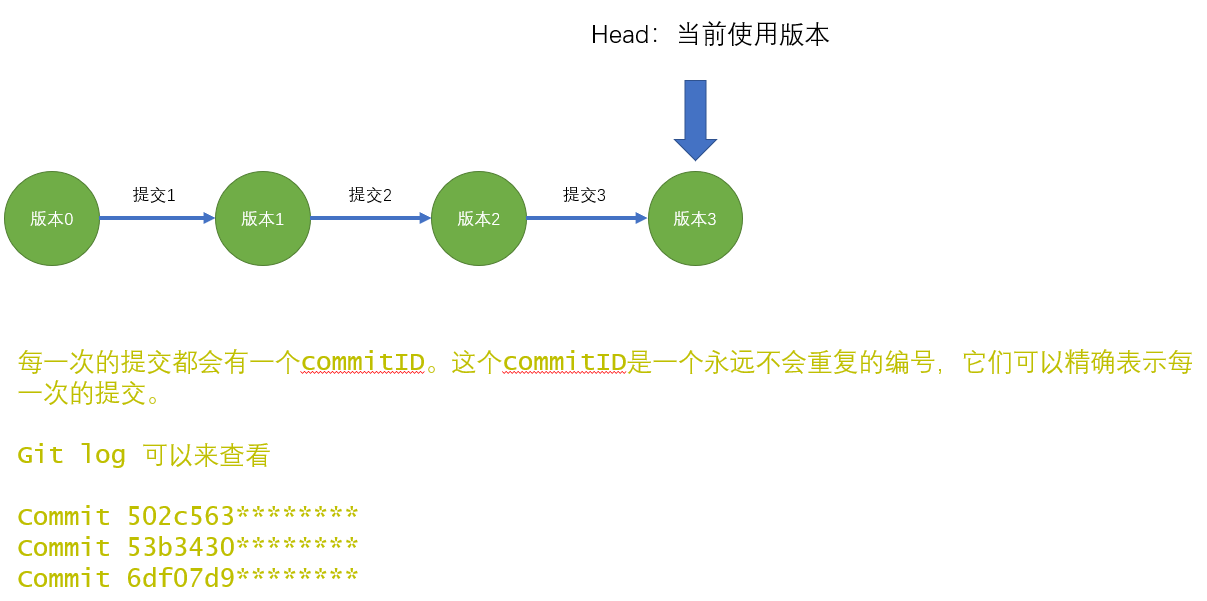 Head：当前使用版本
提交1
提交2
提交3
版本0
版本1
版本2
版本3
每一次的提交都会有一个commitID。这个commitID是一个永远不会重复的编号，它们可以精确表示每
一次的提交。
Git log 可以来查看
Commit 502c563********
Commit 53b3430********
Commit 6df07d9********